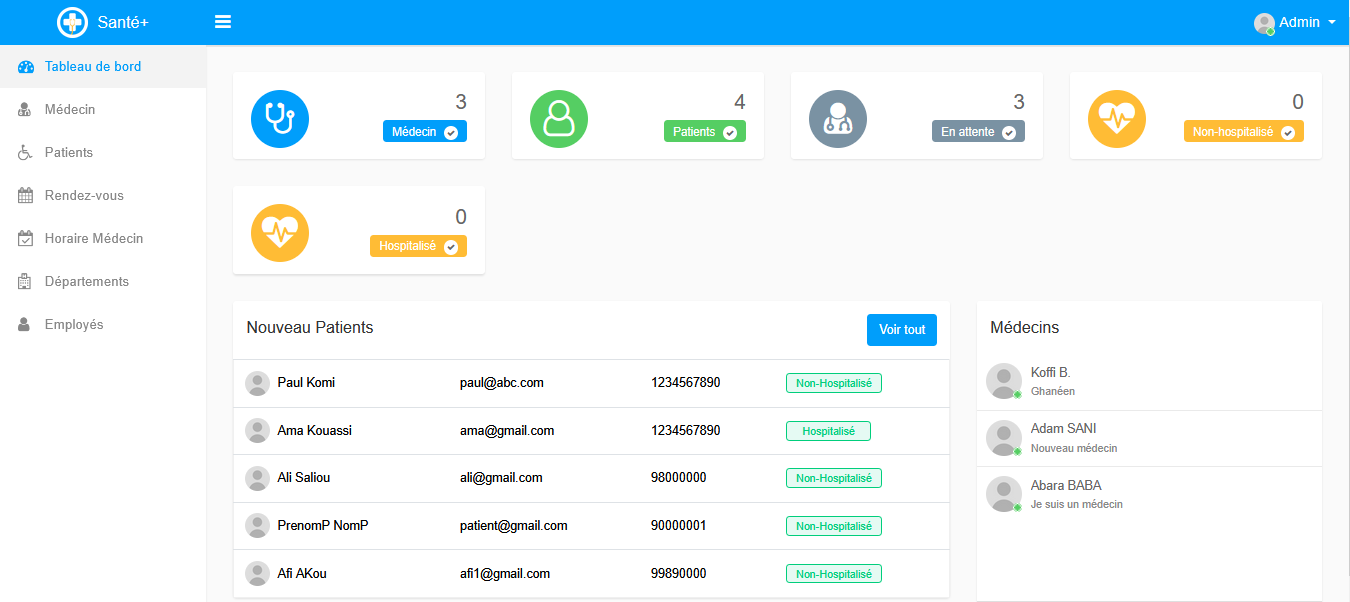 Santé+
Admin
Tableau de bord
Médecin
Patients
Rendez-vous
Horaire Médecin
Départements
Employés
3
Médecin
4
Patients
3
En attente
0
Non-hospitalisé
0
Hospitalisé
Nouveau Patients
Voir tout
Paul Komi paul@abc.com 1234567890 Non-Hospitalisé
Ama Kouassi ama@gmail.com 1234567890 Hospitalisé
Ali Saliou ali@gmail.com 98000000 Non-Hospitalisé
PrenomP NomP patient@gmail.com 90000001 Non-Hospitalisé
Afi AKou afi1@gmail.com 99890000 Non-Hospitalisé
Médecins
Koffi B.
Ghanéen
Adam SANI
Nouveau médecin
Abara BABA
Je suis un médecin